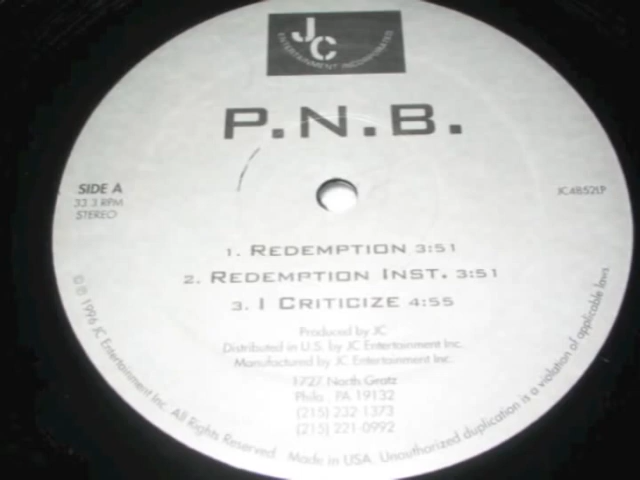 JC
ENTERTAINMENT INCORPORATED
P.N.B.
SIDE A
33.3 RPM
STEREO
JC4852LP
1. REDEMPTION 3:51
2. REDEMPTION INST. 3:51
3. I CRITICIZE 4:55
Produced by JC
Distributed in U.S. by JC Entertainment Inc.
Manufactured by JC Entertainment Inc.
1727 North Gratz
Phila., PA 19132
(215) 232-1373
(215) 221-0992
© ℗ 1996 JC Entertainment Inc. All Rights Reserved. Made in USA. Unauthorized duplication is a violation of applicable laws